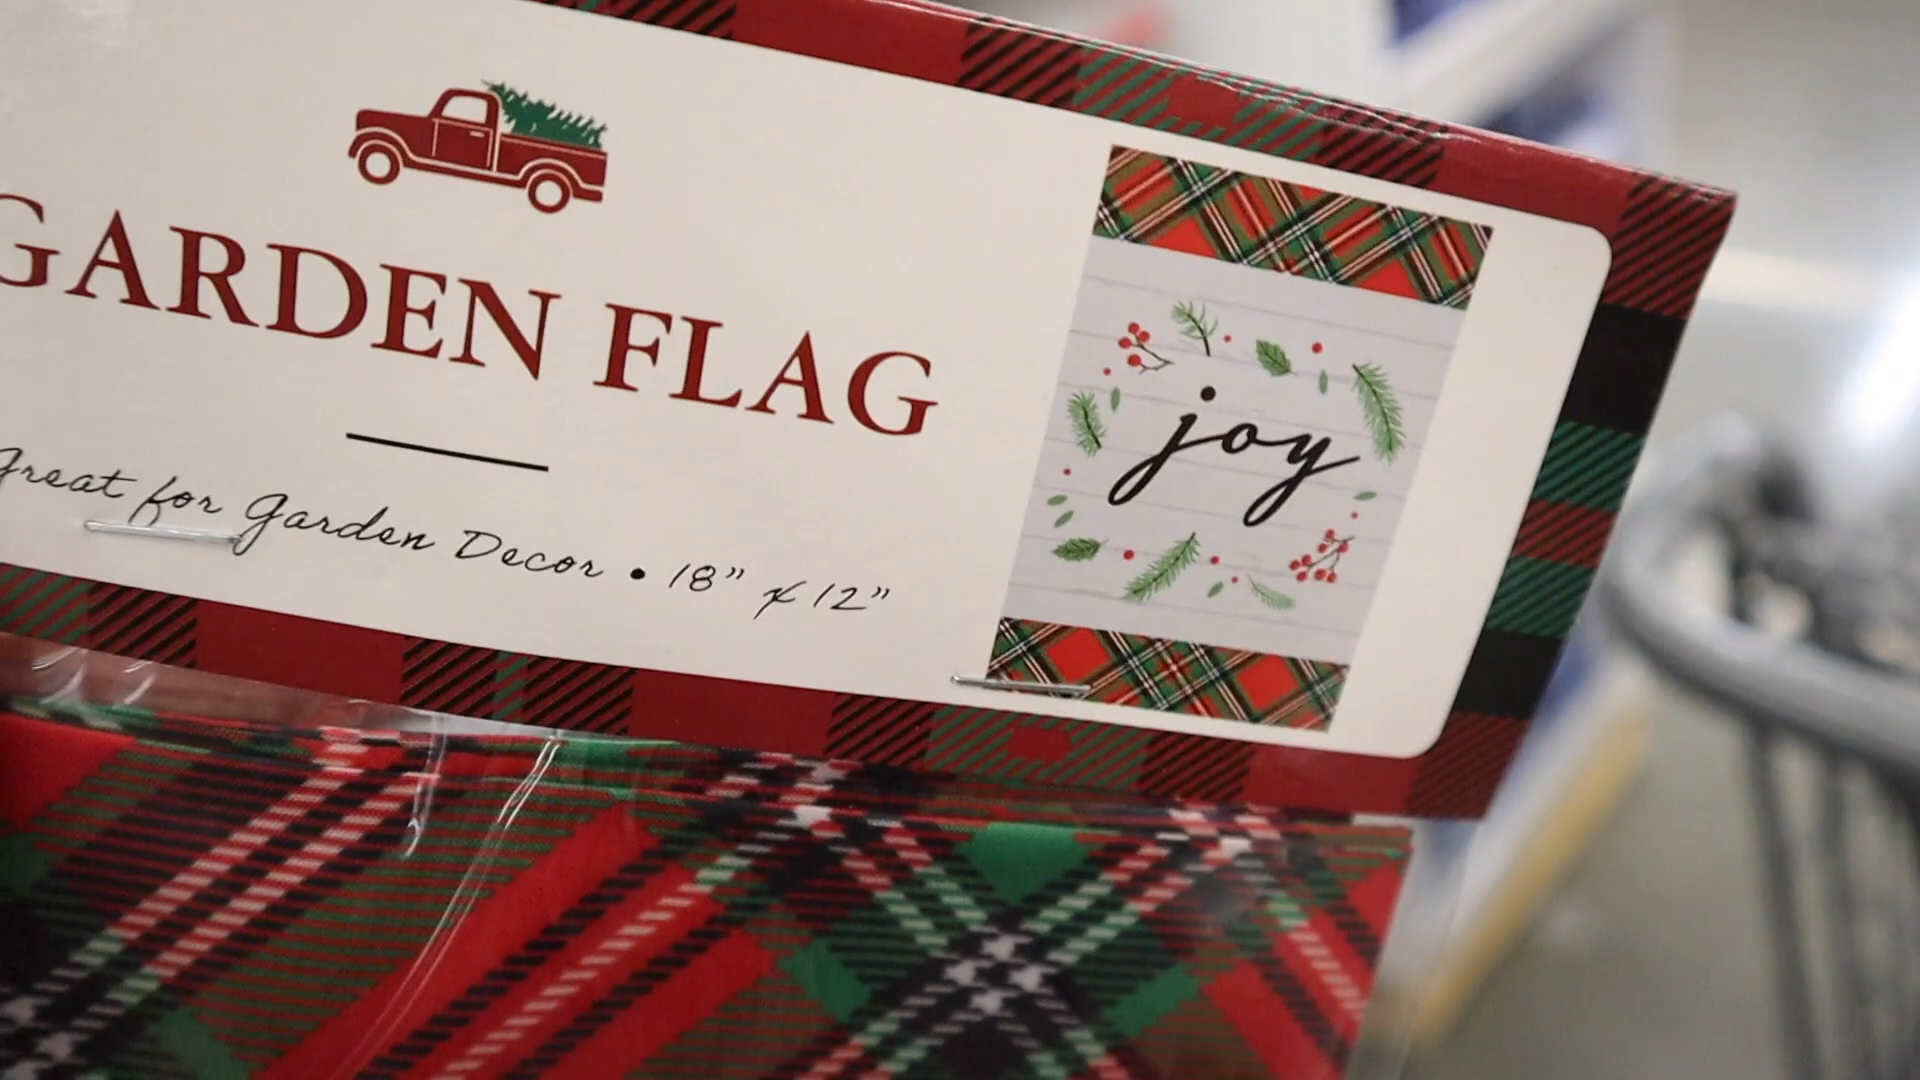 GARDEN FLAG
Great for Garden Decor • 18” x 12”
joy